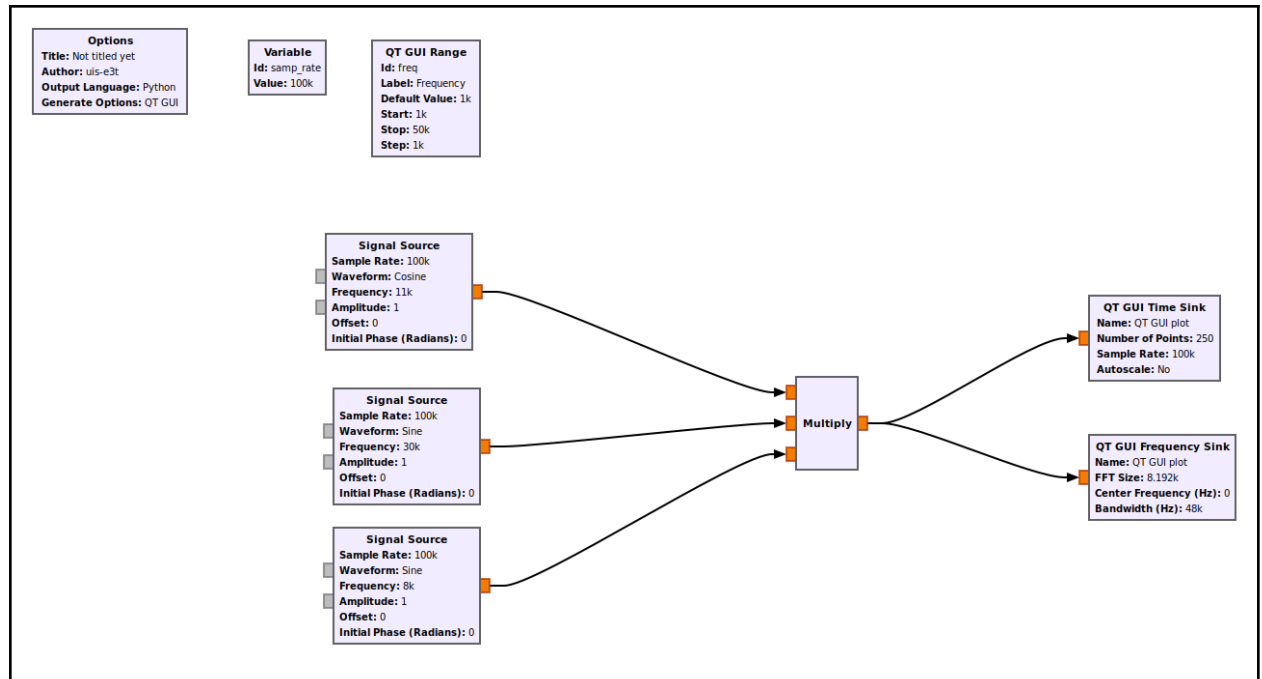 Options
Title: Not titled yet
Author: uis-e3t
Output Language: Python
Generate Options: QT GUI
Variable
Id: samp_rate
Value: 100k
QT GUI Range
Id: freq
Label: Frequency
Default Value: 1k
Start: 1k
Stop: 50k
Step: 1k
Signal Source
Sample Rate: 100k
Waveform: Cosine
Frequency: 11k
Amplitude: 1
Offset: 0
Initial Phase (Radians): 0
Signal Source
Sample Rate: 100k
Waveform: Sine
Frequency: 30k
Amplitude: 1
Offset: 0
Initial Phase (Radians): 0
Signal Source
Sample Rate: 100k
Waveform: Sine
Frequency: 8k
Amplitude: 1
Offset: 0
Initial Phase (Radians): 0
Multiply
QT GUI Time Sink
Name: QT GUI plot
Number of Points: 250
Sample Rate: 100k
Autoscale: No
QT GUI Frequency Sink
Name: QT GUI plot
FFT Size: 8.192k
Center Frequency (Hz): 0
Bandwidth (Hz): 48k